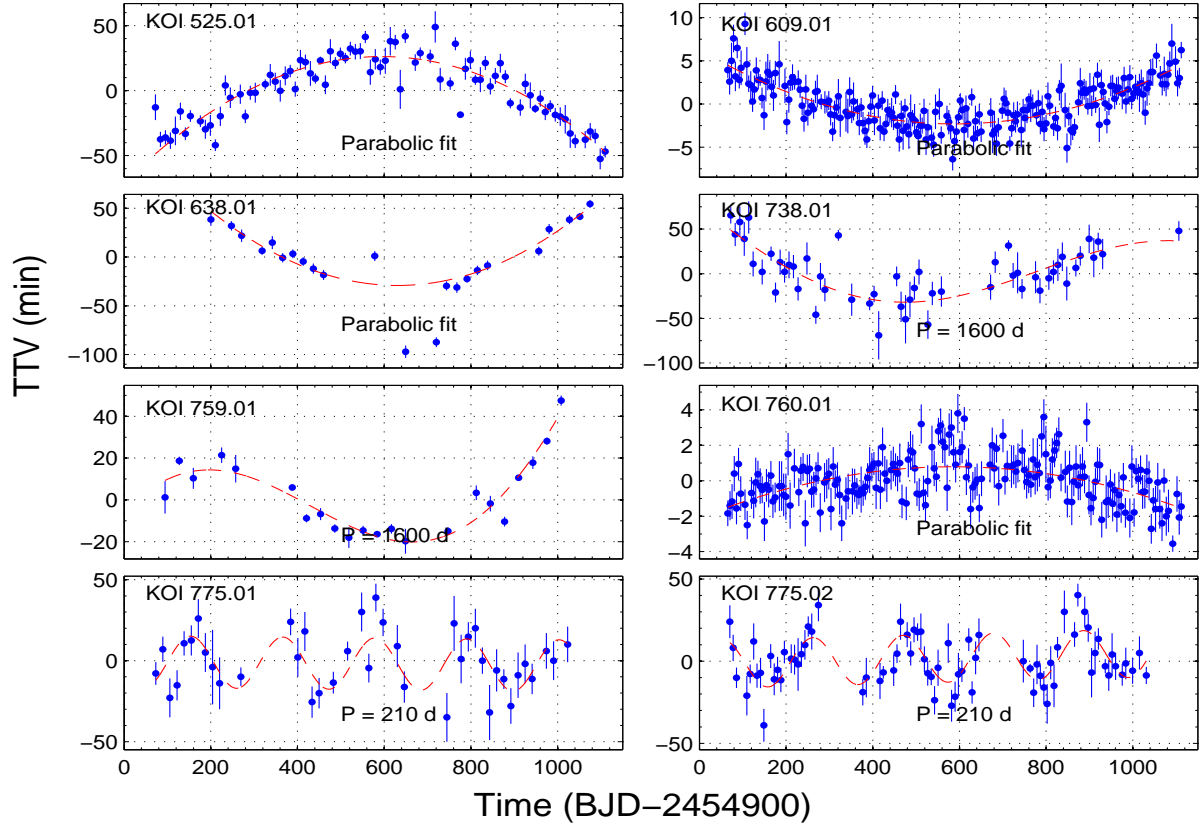 KOI 525.01
50
0
−50
Parabolic fit
KOI 609.01
10
5
0
−5
Parabolic fit
KOI 638.01
50
0
−50
−100
Parabolic fit
KOI 738.01
50
0
−50
−100
P = 1600 d
KOI 759.01
40
20
0
−20
P = 1600 d
KOI 760.01
4
2
0
−2
−4
Parabolic fit
KOI 775.01
50
0
−50
P = 210 d
0 200 400 600 800 1000
KOI 775.02
50
0
−50
P = 210 d
0 200 400 600 800 1000
TTV (min)
Time (BJD−2454900)